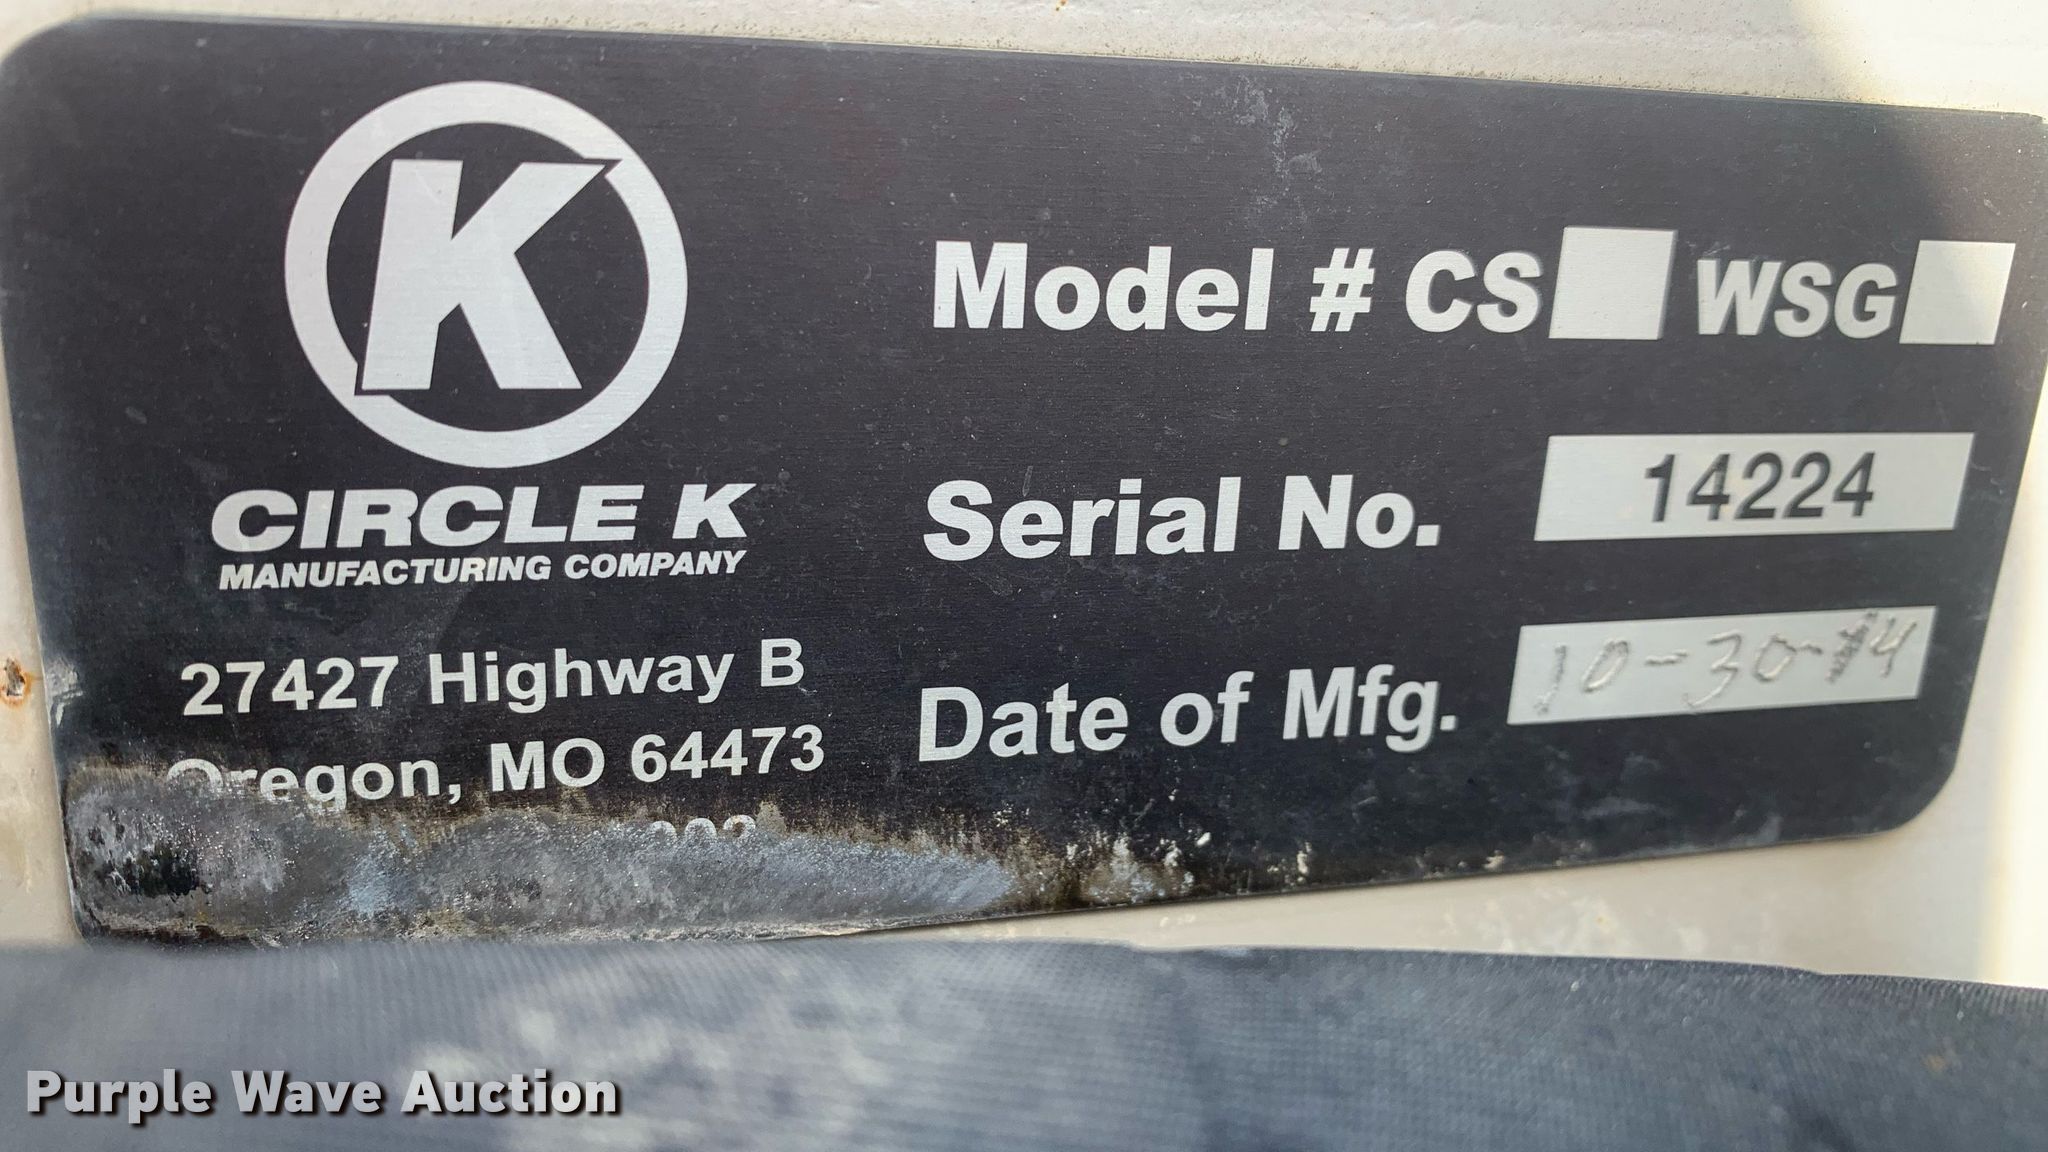 K
CIRCLE K
MANUFACTURING COMPANY
27427 Highway B
Oregon, MO 64473
Model # CS WSG
Serial No. 14224
Date of Mfg.
Purple Wave Auction